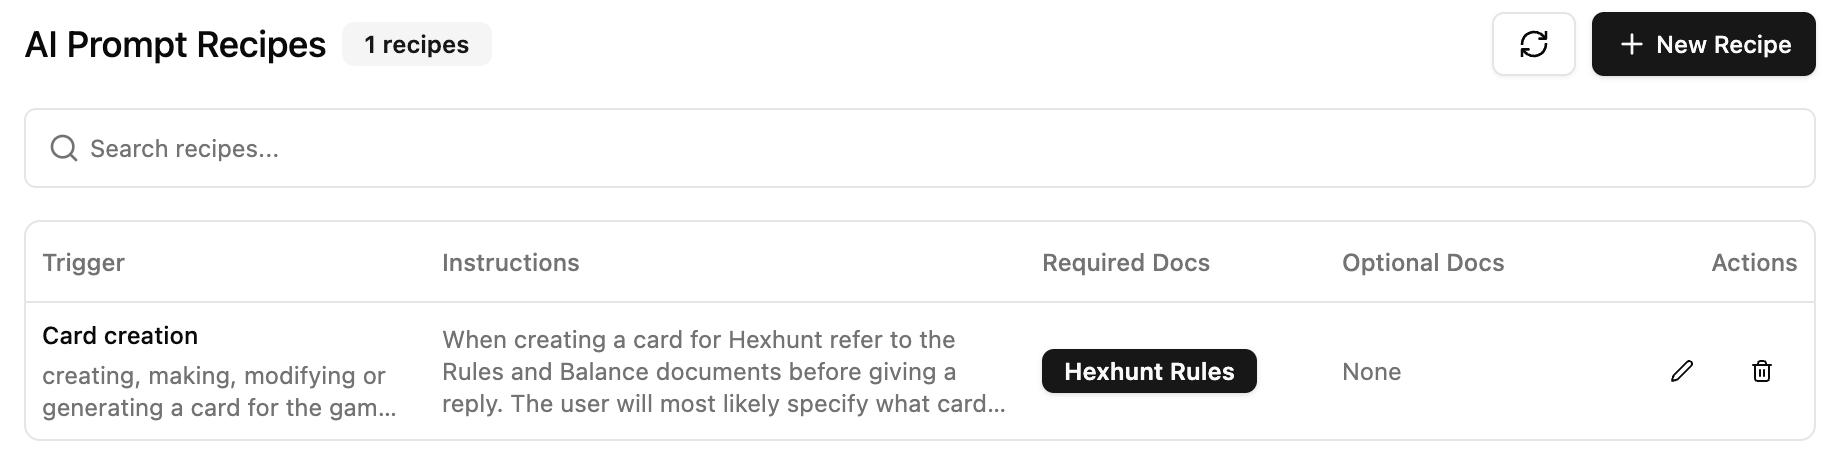 AI Prompt Recipes
1 recipes
New Recipe
Search recipes...
Trigger
Instructions
Required Docs
Optional Docs
Actions
Card creation
creating, making, modifying or
generating a card for the gam...
When creating a card for Hexhunt refer to the
Rules and Balance documents before giving a
reply. The user will most likely specify what card...
Hexhunt Rules
None